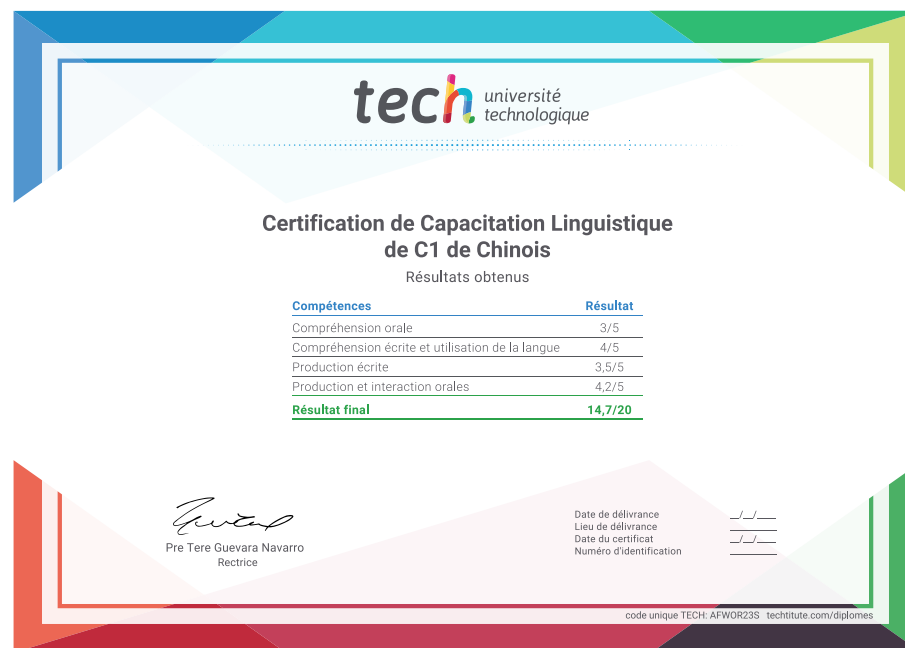 tech université
technologique
Certification de Capacitation Linguistique
de C1 de Chinois
Résultats obtenus
Compétences Résultat
Compréhension orale 3/5
Compréhension écrite et utilisation de la langue 4/5
Production écrite 3,5/5
Production et interaction orales 4,2/5
Résultat final 14,7/20
Pre Tere Guevara Navarro
Rectrice
Date de délivrance __/__/____
Lieu de délivrance ________
Date du certificat __/__/____
Numéro d'identification ________
code unique TECH: AFWOR23S techtitute.com/diplomes